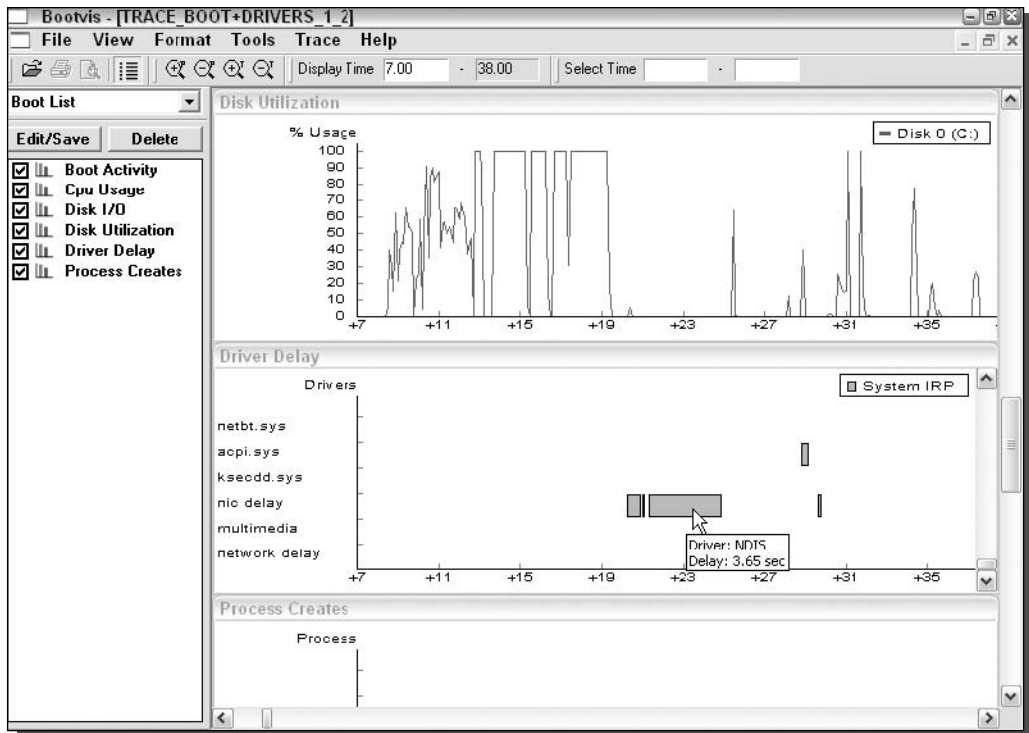 Bootvis - [TRACE_BOOT+DRIVERS_1_2]
File View Format Tools Trace Help
Display Time 7.00 - 38.00 Select Time -
Boot List
Edit/Save Delete
Boot Activity
Cpu Usage
Disk I/O
Disk Utilization
Driver Delay
Process Creates
Disk Utilization
% Usage
Disk 0 (C:)
100
90
80
70
60
50
40
30
20
10
0
+7 +11 +15 +19 +23 +27 +31 +35
Driver Delay
Drivers
System IRP
netbt.sys
acpi.sys
ksecdd.sys
nic delay
multimedia
network delay
Driver: NDIS
Delay: 3.65 sec
+7 +11 +15 +19 +23 +27 +31 +35
Process Creates
Process